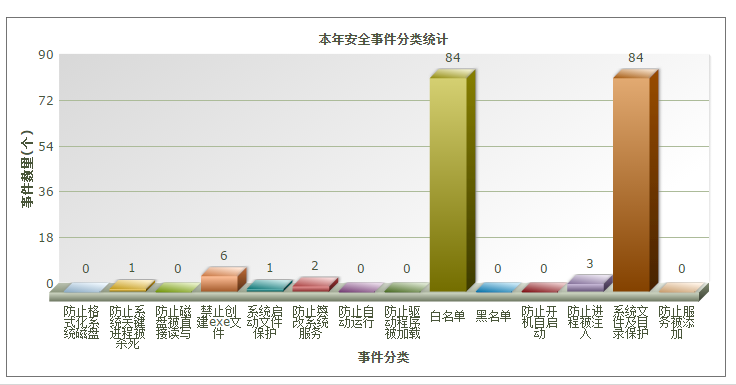 本年安全事件分类统计
事件数里(个)
90
72
54
36
18
0
0
1
0
6
1
2
0
0
84
0
0
3
84
0
防止格
式化系
统磁盘
防止系
统关键
进程被
杀死
防止磁
盘被直
接读写
禁止创
建exe文
件
系统启
动文件
保护
防止篡
改系统
服务
防止自
动运行
防止驱
动程序
被加载
白名单
黑名单
防止开
机自启
动
防止进
程被注
入
系统文
件及目
录保护
防止服
务被添
加
事件分类